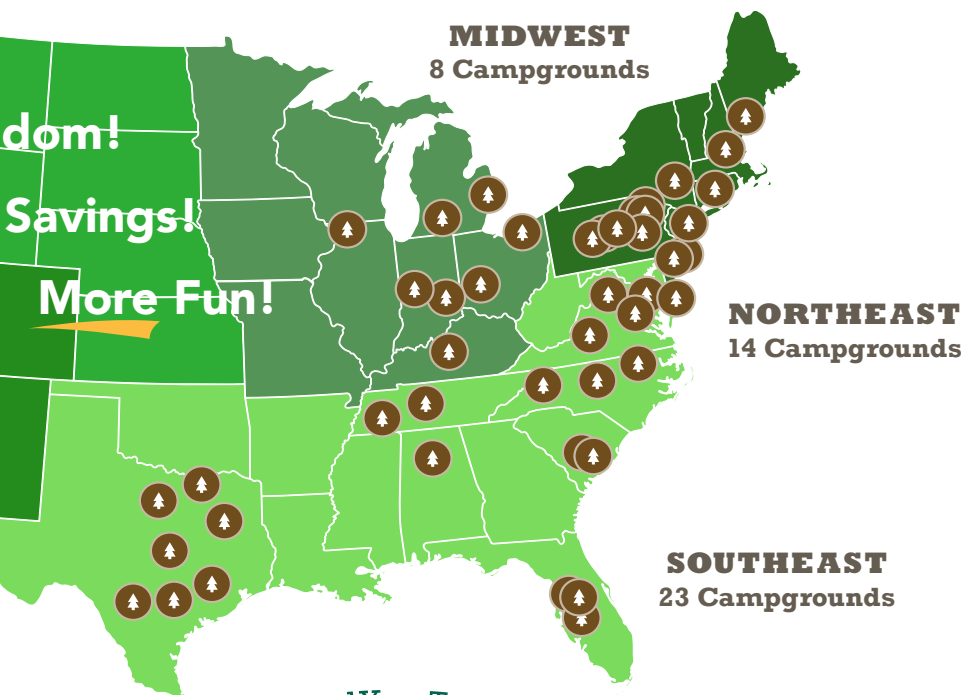 MIDWEST
8 Campgrounds
dom!
Savings!
More Fun!
NORTHEAST
14 Campgrounds
SOUTHEAST
23 Campgrounds